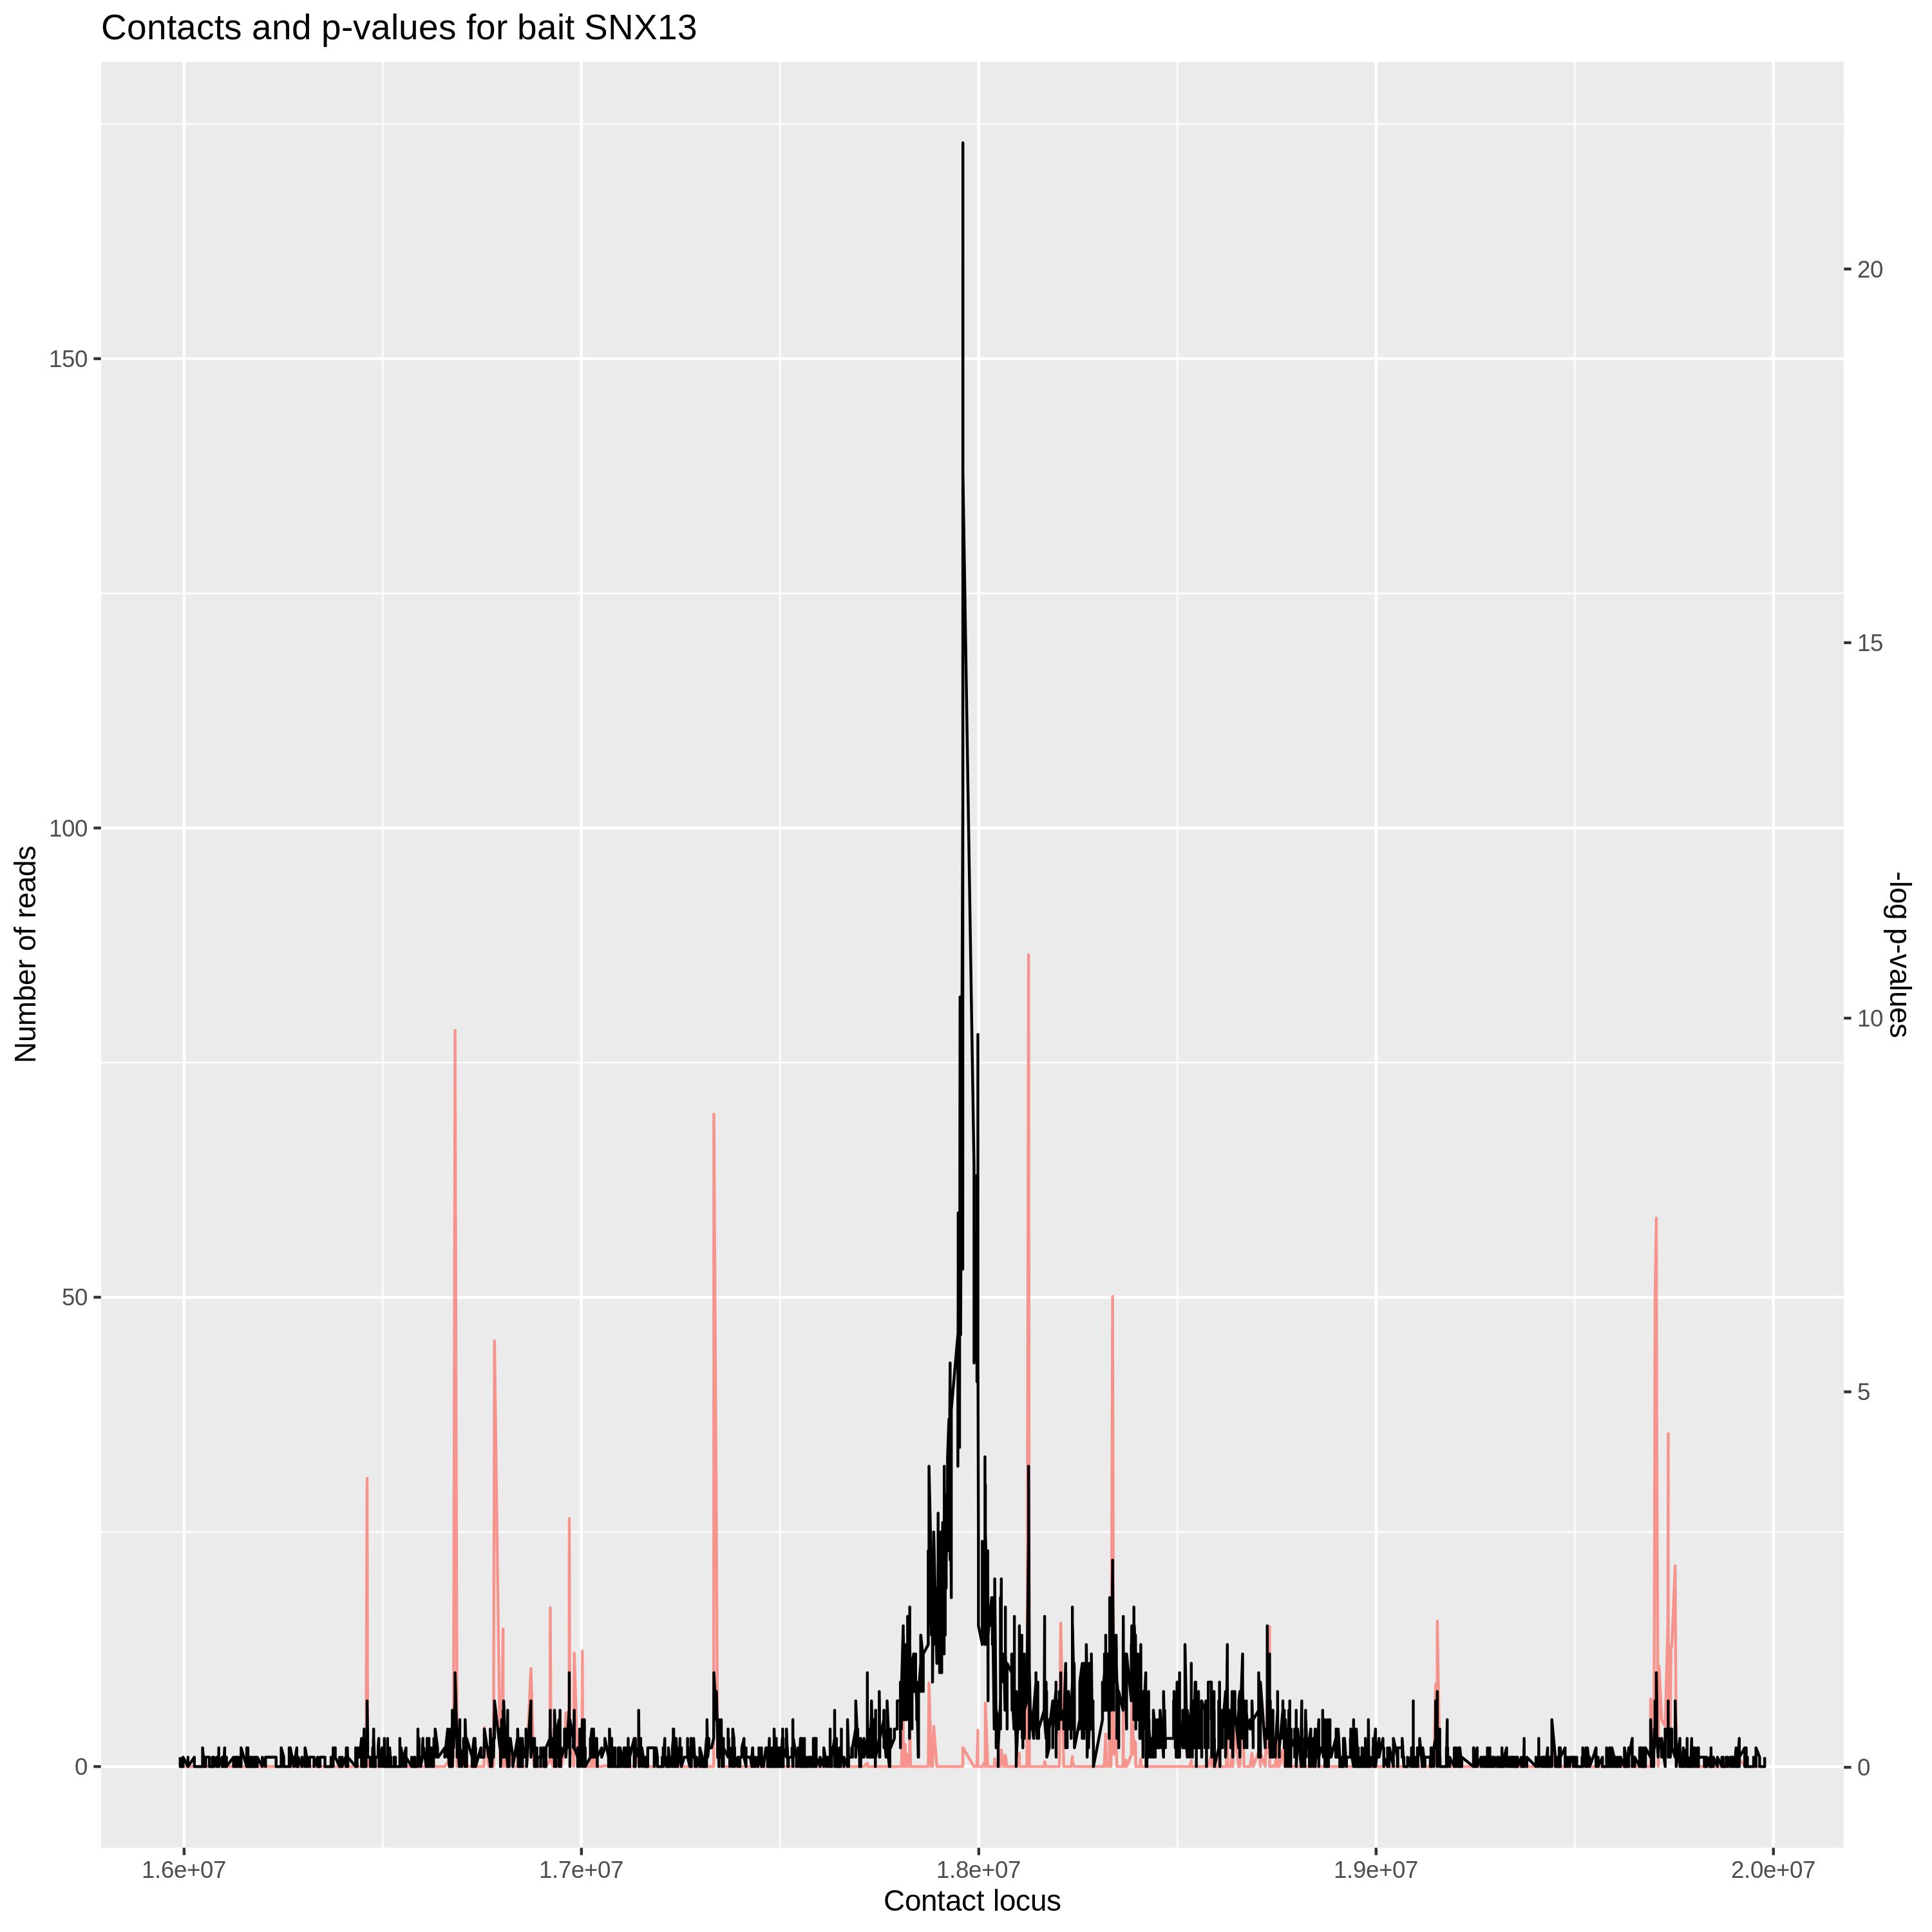 Contacts and p-values for bait SNX13
150
100
50
0
Number of reads
20
15
10
5
0
-log p-values
1.6e+07
1.7e+07
1.8e+07
1.9e+07
2.0e+07
Contact locus